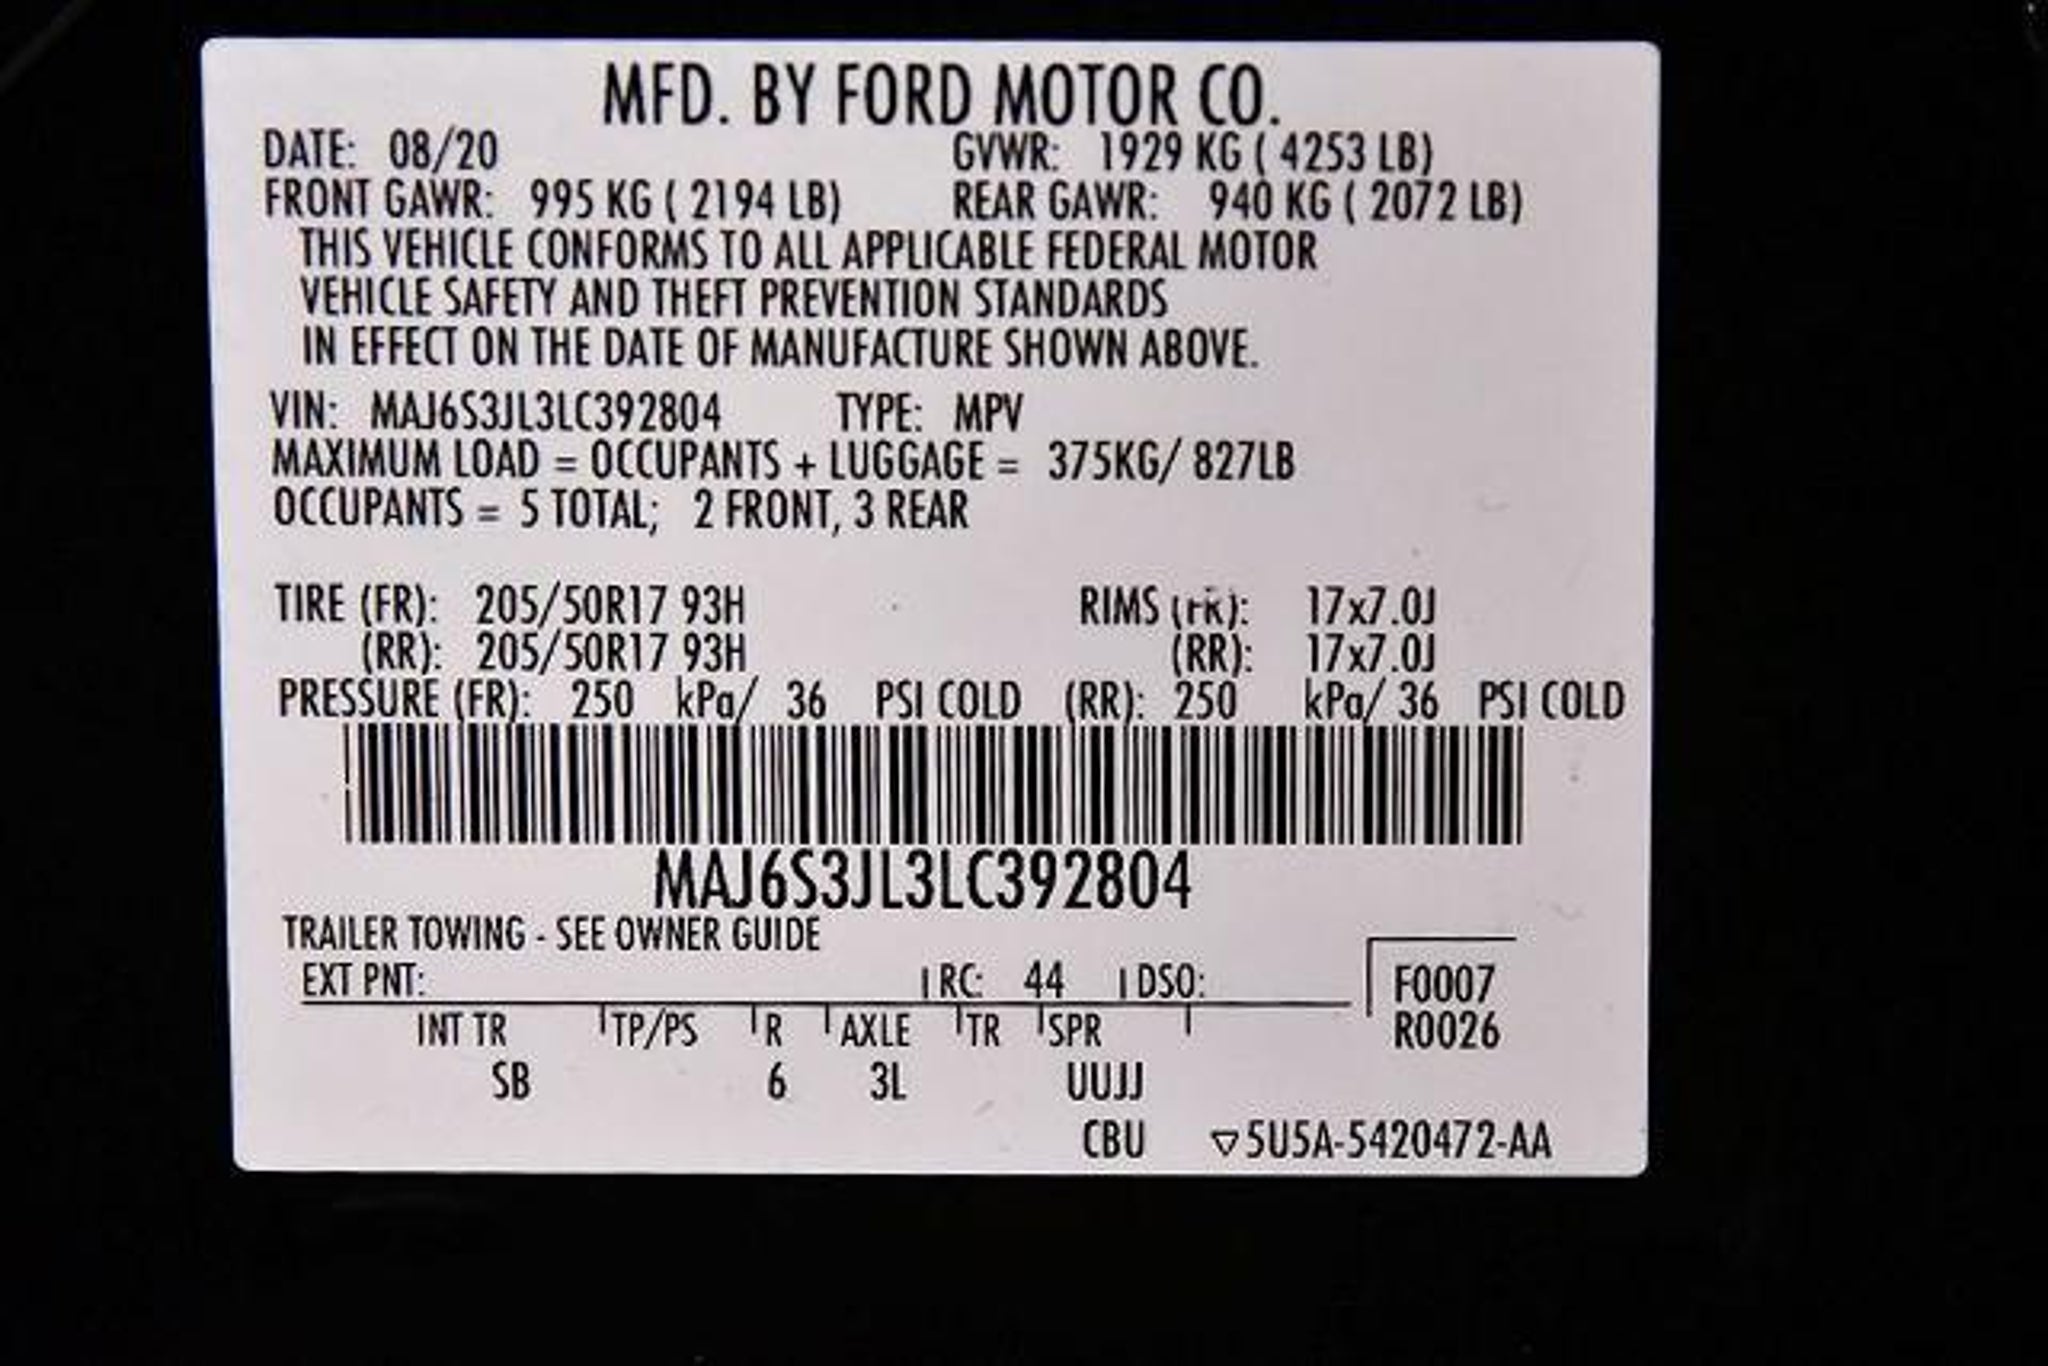 MFD. BY FORD MOTOR CO.
DATE: 08/20 GVWR: 1929 KG ( 4253 LB)
FRONT GAWR: 995 KG ( 2194 LB) REAR GAWR: 940 KG ( 2072 LB)
THIS VEHICLE CONFORMS TO ALL APPLICABLE FEDERAL MOTOR
VEHICLE SAFETY AND THEFT PREVENTION STANDARDS
IN EFFECT ON THE DATE OF MANUFACTURE SHOWN ABOVE.
VIN: MAJ6S3JL3LC392804 TYPE: MPV
MAXIMUM LOAD = OCCUPANTS + LUGGAGE = 375KG/ 827LB
OCCUPANTS = 5 TOTAL; 2 FRONT, 3 REAR
TIRE (FR): 205/50R17 93H RIMS (FR): 17x7.0J
(RR): 205/50R17 93H (RR): 17x7.0J
PRESSURE (FR): 250 kPa/ 36 PSI COLD (RR): 250 kPa/ 36 PSI COLD
MAJ6S3JL3LC392804
TRAILER TOWING - SEE OWNER GUIDE
EXT PNT: RC: 44 DSO: F0007
INT TR TP/PS R AXLE TR SPR R0026
SB 6 3L UUJJ
CBU ▽5U5A-5420472-AA